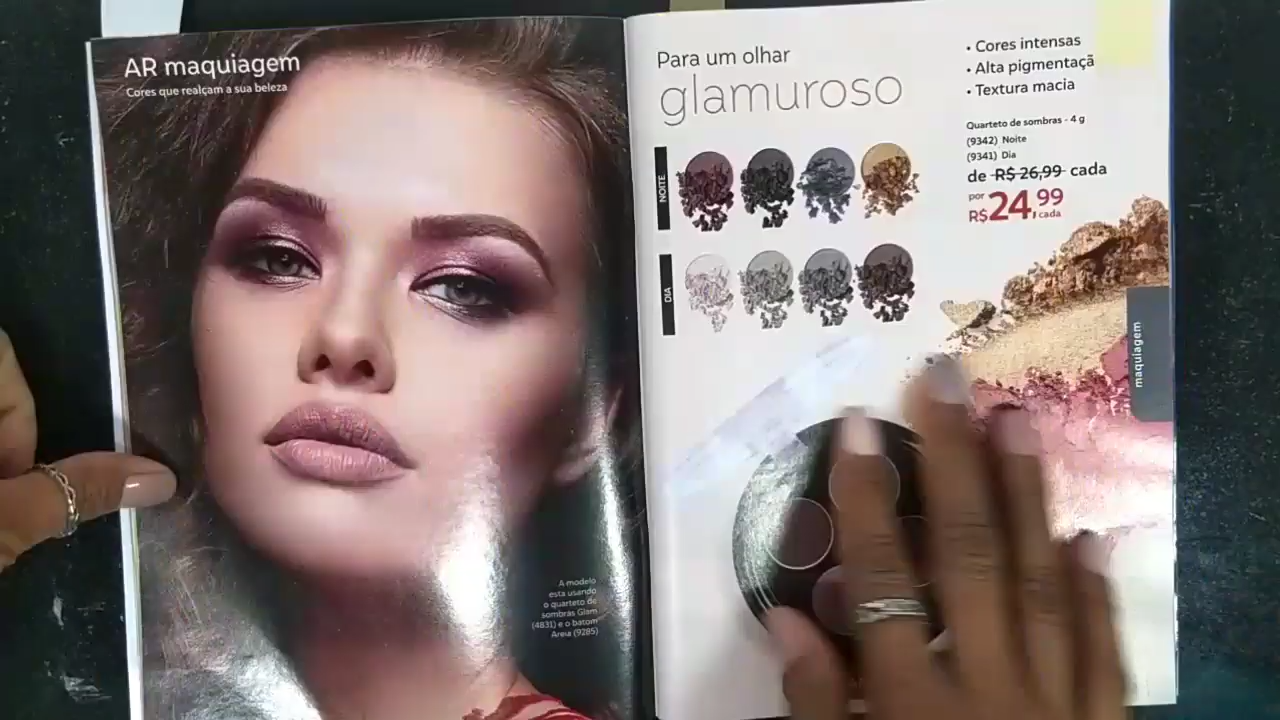 AR maquiagem
Cores que realçam a sua beleza
A modelo
esta usando
o quarteto de
sombras Glam
(4831) e o batom
Areia (9285)
Para um olhar
glamuroso
NOITE
DIA
• Cores intensas
• Alta pigmentaçã
• Textura macia
Quarteto de sombras - 4 g
(9342) Noite
(9341) Dia
de R$ 26,99 cada
por
R$24,99
cada
maquiagem